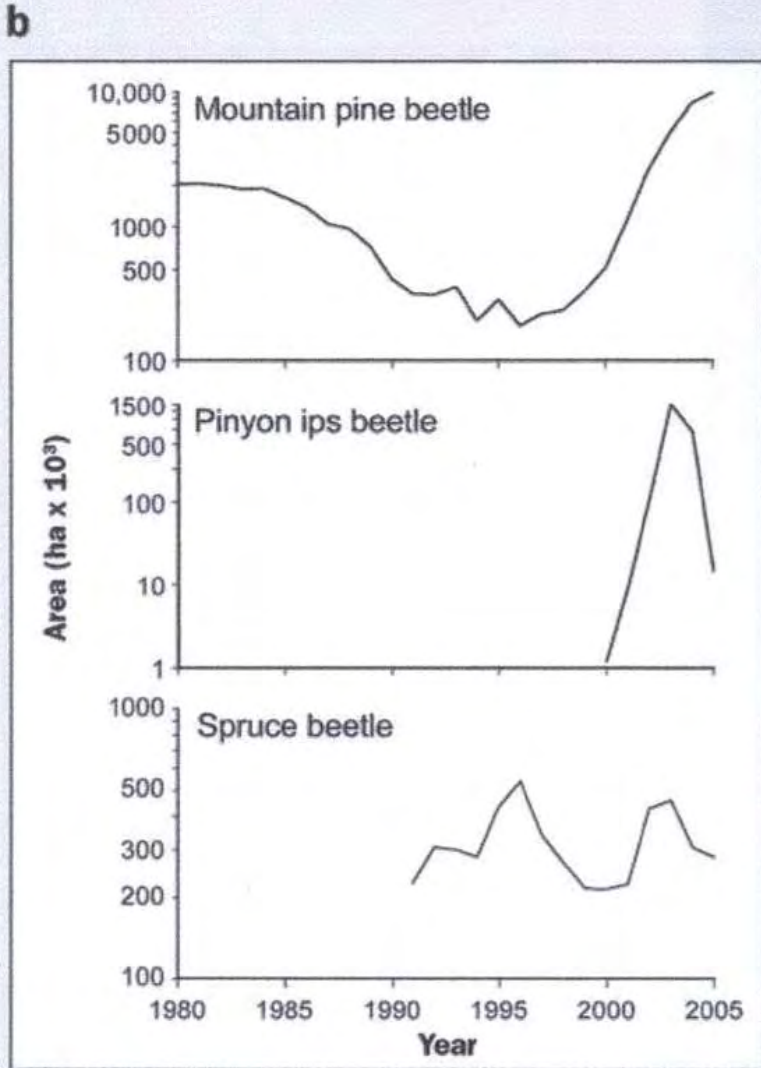 b
Mountain pine beetle
10,000
5000
1000
500
100
Pinyon ips beetle
1500
500
100
10
1
Area (ha x 10³)
Spruce beetle
1000
500
300
200
100
1980 1985 1990 1995 2000 2005
Year